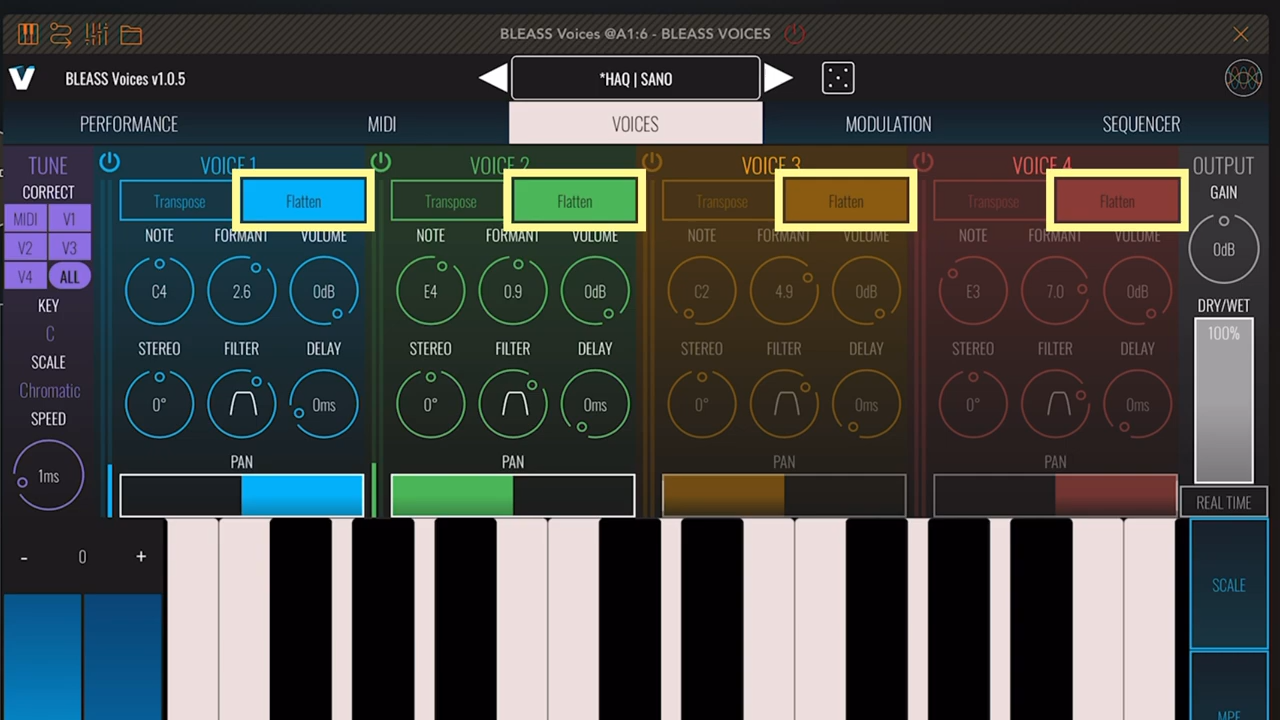 BLEASS Voices @A1:6 - BLEASS VOICES
BLEASS Voices v1.0.5
*HAQ | SANO
PERFORMANCE
MIDI
VOICES
MODULATION
SEQUENCER
TUNE
CORRECT
MIDI V1
V2 V3
V4 ALL
KEY
C
SCALE
Chromatic
SPEED
1ms
VOICE 1
Transpose Flatten
NOTE FORMANT VOLUME
C4 2.6 0dB
STEREO FILTER DELAY
0° 0ms
PAN
VOICE 2
Transpose Flatten
NOTE FORMANT VOLUME
E4 0.9 0dB
STEREO FILTER DELAY
0° 0ms
PAN
VOICE 3
Transpose Flatten
NOTE FORMANT VOLUME
C2 4.9 0dB
STEREO FILTER DELAY
0° 0ms
PAN
VOICE 4
Transpose Flatten
NOTE FORMANT VOLUME
E3 7.0 0dB
STEREO FILTER DELAY
0° 0ms
PAN
OUTPUT
GAIN
0dB
DRY/WET
100%
REAL TIME
- 0 +
SCALE
MPE